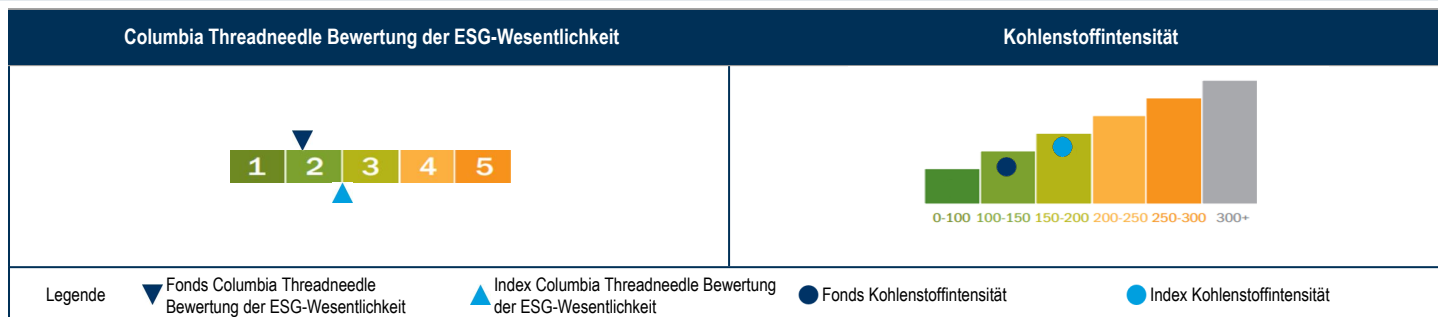 Columbia Threadneedle Bewertung der ESG-Wesentlichkeit
Kohlenstoffintensität
1 2 3 4 5
0-100 100-150 150-200 200-250 250-300 300+
Legende
Fonds Columbia Threadneedle
Bewertung der ESG-Wesentlichkeit
Index Columbia Threadneedle Bewertung
der ESG-Wesentlichkeit
Fonds Kohlenstoffintensität
Index Kohlenstoffintensität